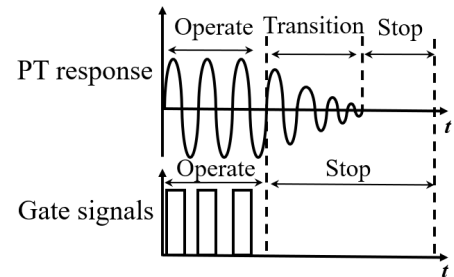 Operate Transition Stop
PT response
t
Operate Stop
Gate signals
t